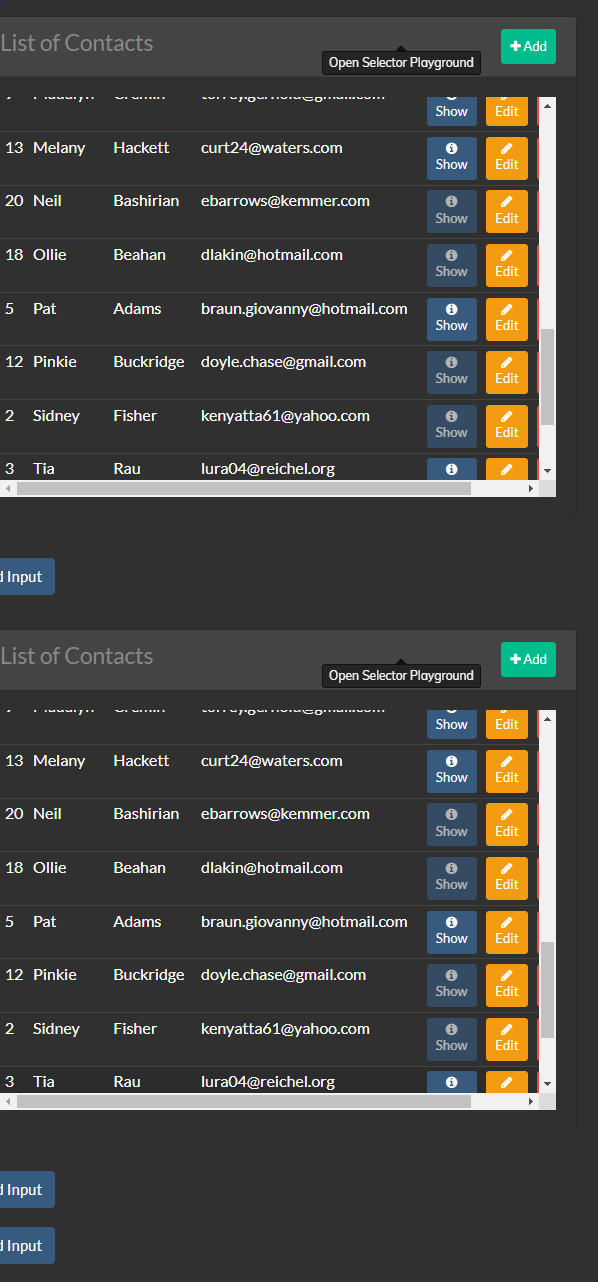 List of Contacts
Add
Open Selector Playground
Show Edit
13 Melany Hackett curt24@waters.com Show Edit
20 Neil Bashirian ebarrows@kemmer.com Show Edit
18 Ollie Beahan dlakin@hotmail.com Show Edit
5 Pat Adams braun.giovanny@hotmail.com Show Edit
12 Pinkie Buckridge doyle.chase@gmail.com Show Edit
2 Sidney Fisher kenyatta61@yahoo.com Show Edit
3 Tia Rau lura04@reichel.org
d Input
List of Contacts
Add
Open Selector Playground
Show Edit
13 Melany Hackett curt24@waters.com Show Edit
20 Neil Bashirian ebarrows@kemmer.com Show Edit
18 Ollie Beahan dlakin@hotmail.com Show Edit
5 Pat Adams braun.giovanny@hotmail.com Show Edit
12 Pinkie Buckridge doyle.chase@gmail.com Show Edit
2 Sidney Fisher kenyatta61@yahoo.com Show Edit
3 Tia Rau lura04@reichel.org
d Input
d Input